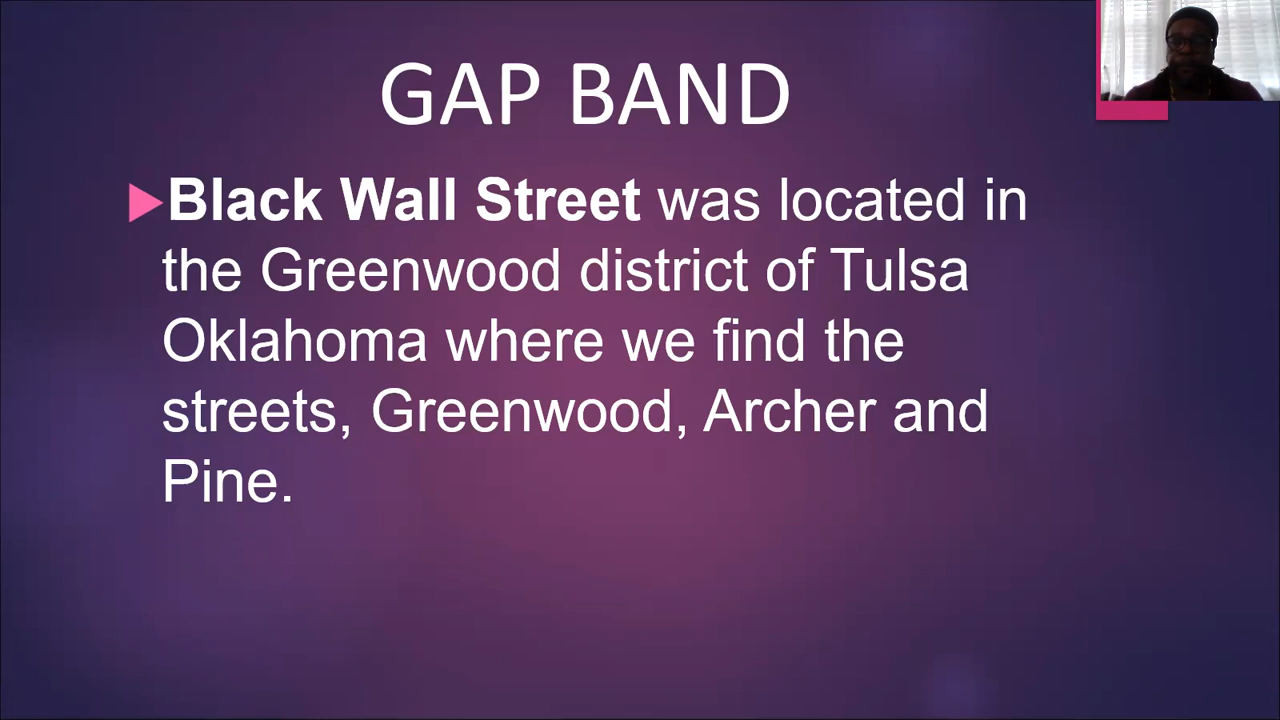 GAP BAND
Black Wall Street was located in
the Greenwood district of Tulsa
Oklahoma where we find the
streets, Greenwood, Archer and
Pine.